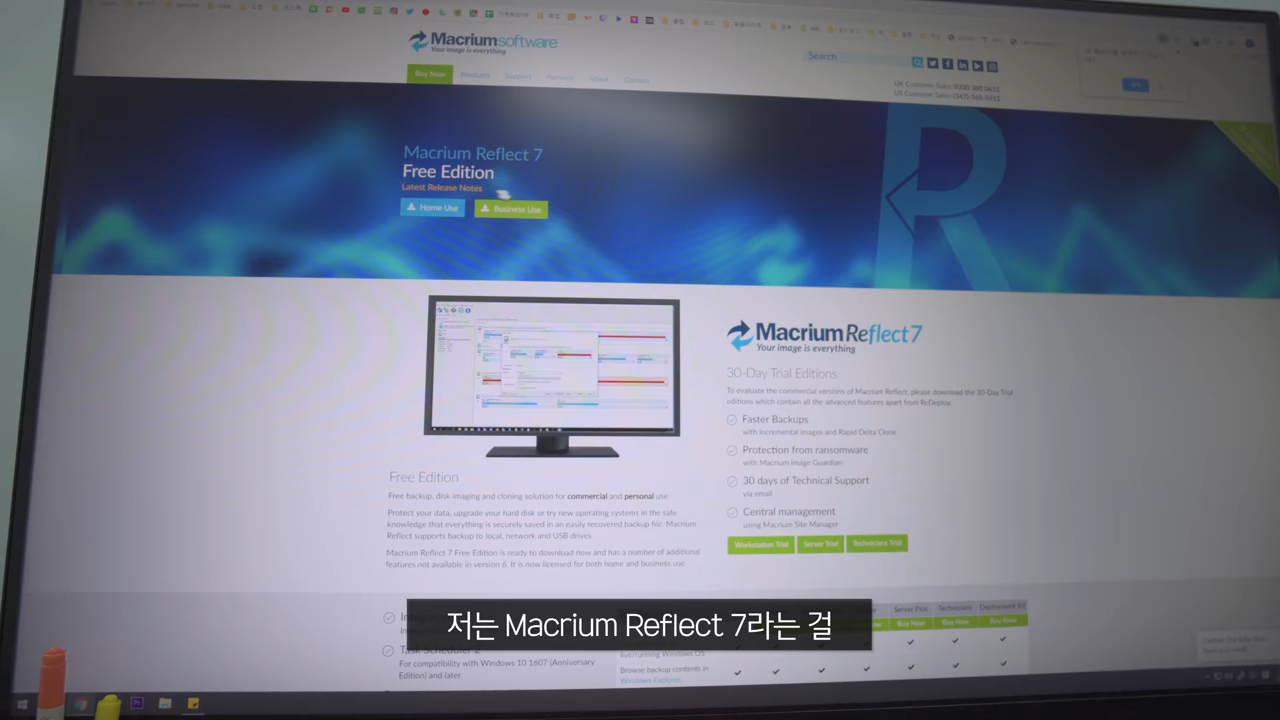 Macriumsoftware
Your image is everything
Search
Buy Now
Products
Support
Partners
About
Contact
UK Customer Sales:
US Customer Sales:
Macrium Reflect 7
Free Edition
Latest Release Notes
Home Use
Business Use
R
MacriumReflect7
Your image is everything
30-Day Trial Editions
To evaluate the commercial versions of Macrium Reflect, please download the 30-Day Trial
editions which contain all the advanced features apart from ReDeploy.
Faster Backups
with Incremental images and Rapid Delta Clone
Protection from ransomware
with Macrium Image Guardian
30 days of Technical Support
via email
Central management
using Macrium Site Manager
Workstation Trial
Server Trial
Technicians Trial
Free Edition
Free backup, disk imaging and cloning solution for commercial and personal use
Protect your data, upgrade your hard disk or try new operating systems in the safe
knowledge that everything is securely saved in an easily recovered backup file. Macrium
Reflect supports backup to local, network and USB drives.
Macrium Reflect 7 Free Edition is ready to download now and has a number of additional
features not available in version 6. It is now licensed for both home and business use.
Server Plus
Technicians
Deployment Kit
Buy Now
Buy Now
Buy Now
저는 Macrium Reflect 7라는 걸
Task Scheduler 2
For compatibility with Windows 10 1607 (Anniversary
Edition) and later.
live/running Windows OS
Browse backup contents in
Windows Explorer.